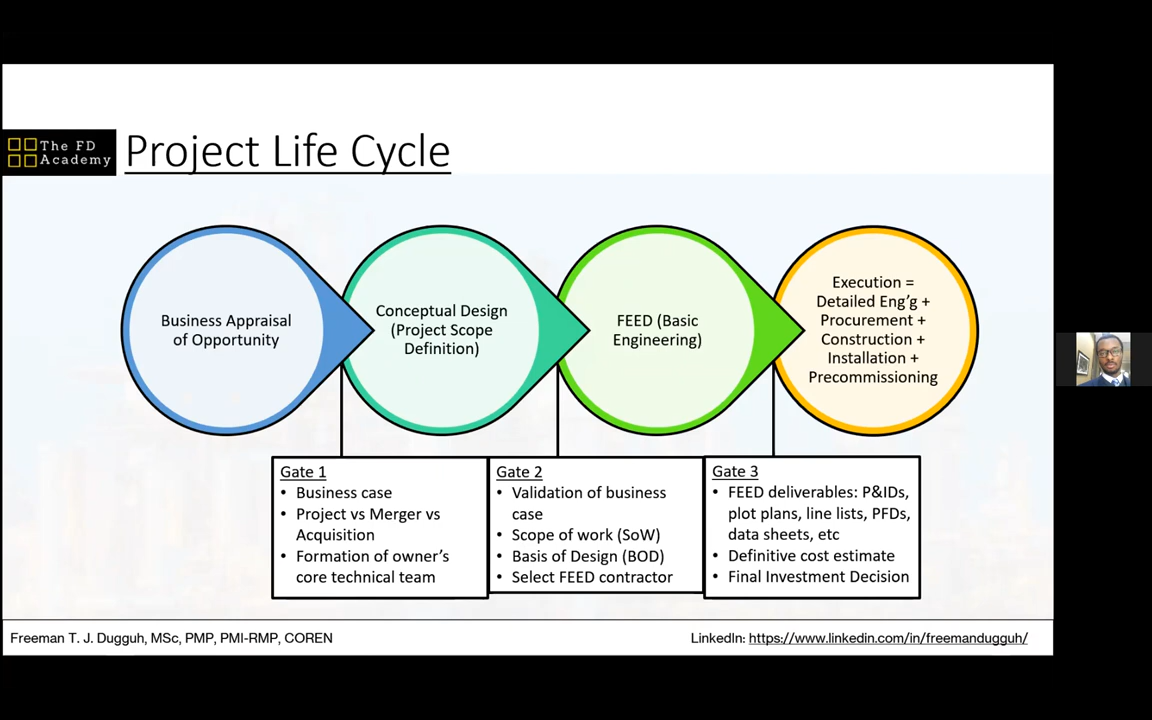 The FD
Academy
Project Life Cycle
Business Appraisal
of Opportunity
Conceptual Design
(Project Scope
Definition)
FEED (Basic
Engineering)
Execution =
Detailed Eng’g +
Procurement +
Construction +
Installation +
Precommissioning
Gate 1
• Business case
• Project vs Merger vs
Acquisition
• Formation of owner’s
core technical team
Gate 2
• Validation of business
case
• Scope of work (SoW)
• Basis of Design (BOD)
• Select FEED contractor
Gate 3
• FEED deliverables: P&IDs,
plot plans, line lists, PFDs,
data sheets, etc
• Definitive cost estimate
• Final Investment Decision
Freeman T. J. Dugguh, MSc, PMP, PMI-RMP, COREN
LinkedIn: https://www.linkedin.com/in/freemandugguh/